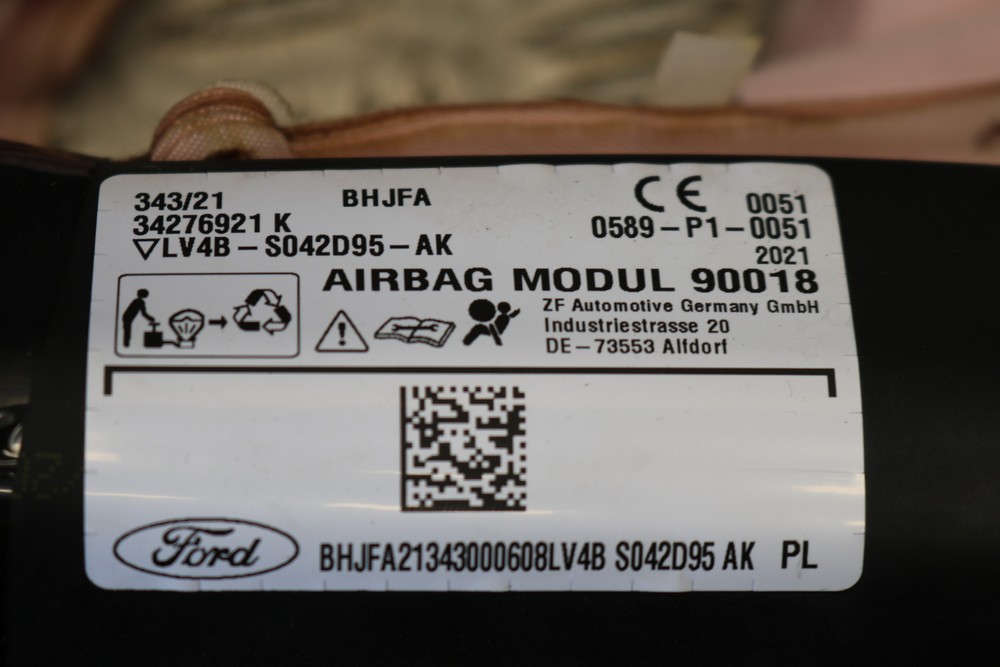 343/21 BHJFA CE 0051
34276921 K 0589-P1-0051
▽LV4B-S042D95-AK 2021
AIRBAG MODUL 90018
ZF Automotive Germany GmbH
Industriestrasse 20
DE-73553 Alfdorf
Ford BHJFA21343000608LV4B S042D95 AK PL